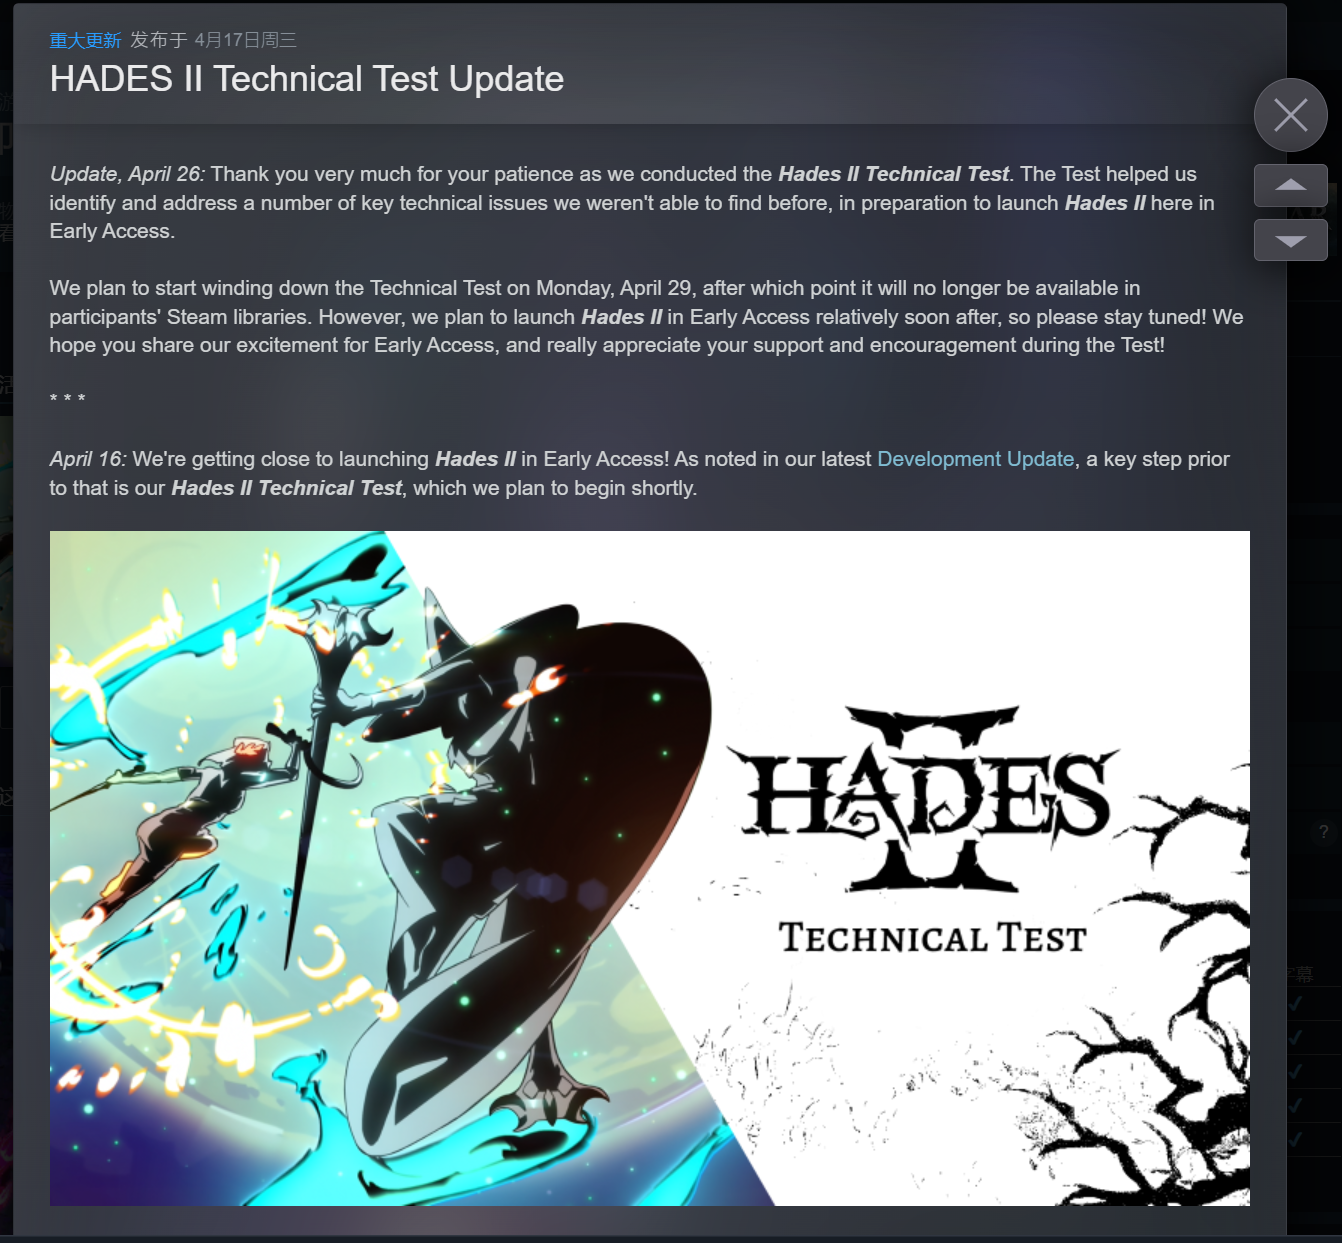 重大更新 发布于 4月17日周三
HADES II Technical Test Update
Update, April 26: Thank you very much for your patience as we conducted the Hades II Technical Test. The Test helped us
identify and address a number of key technical issues we weren't able to find before, in preparation to launch Hades II here in
Early Access.
We plan to start winding down the Technical Test on Monday, April 29, after which point it will no longer be available in
participants' Steam libraries. However, we plan to launch Hades II in Early Access relatively soon after, so please stay tuned! We
hope you share our excitement for Early Access, and really appreciate your support and encouragement during the Test!
* * *
April 16: We're getting close to launching Hades II in Early Access! As noted in our latest Development Update, a key step prior
to that is our Hades II Technical Test, which we plan to begin shortly.
II
HADES
TECHNICAL TEST
?
字幕